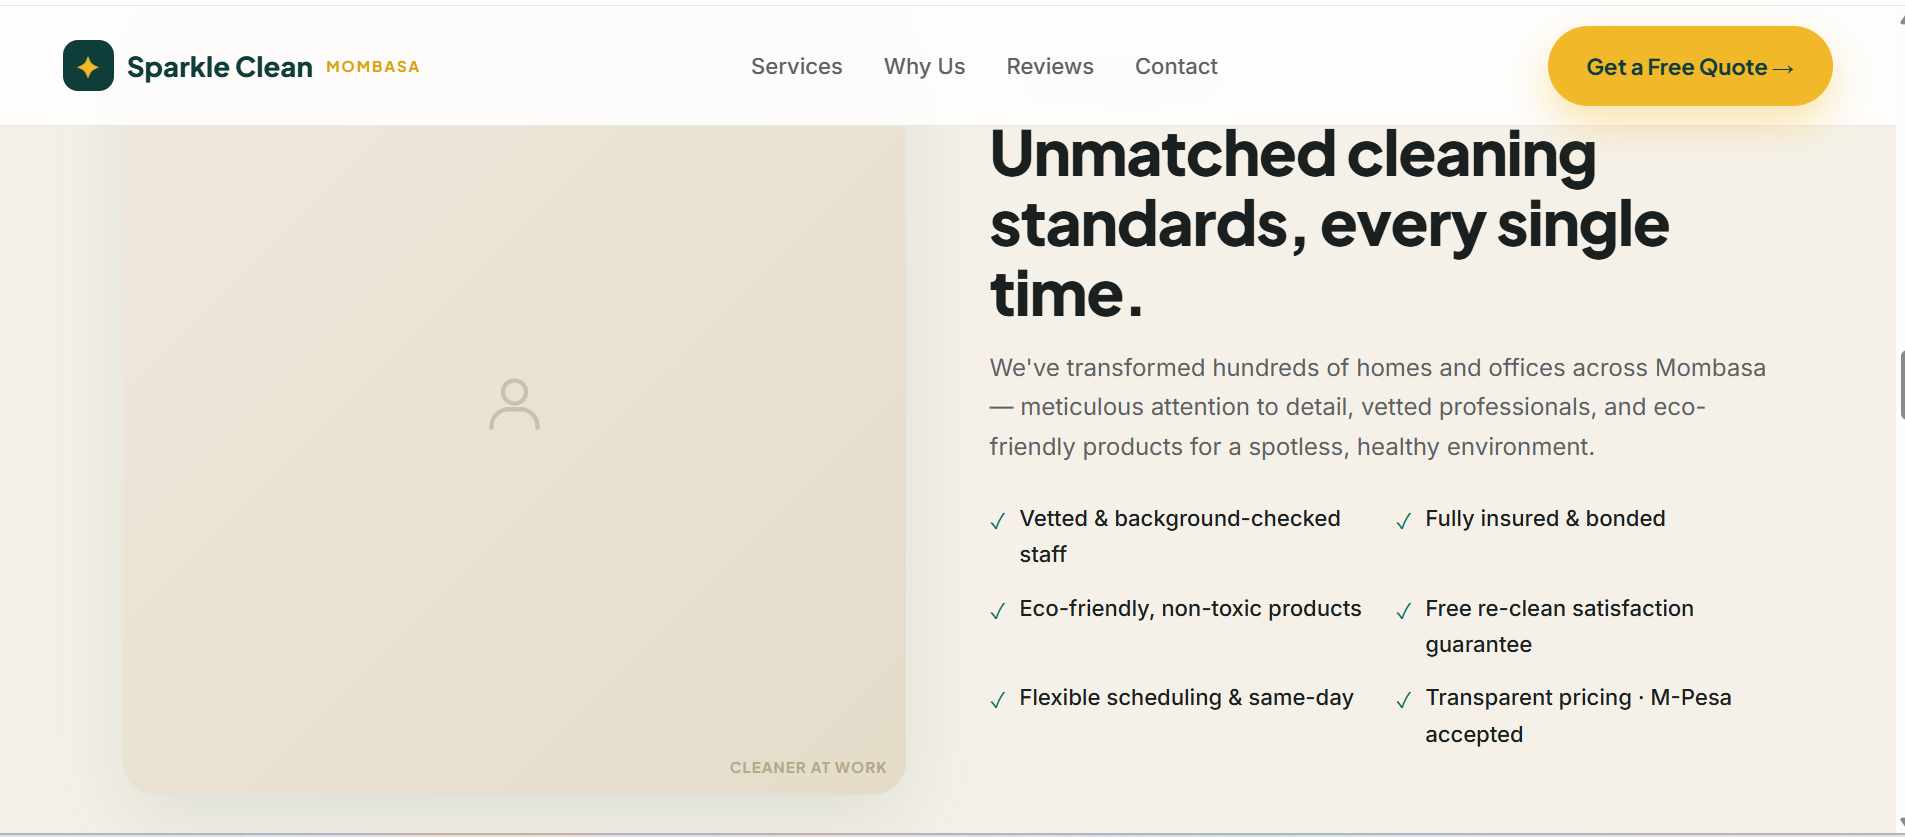 Sparkle Clean MOMBASA
Services Why Us Reviews Contact
Get a Free Quote →
Unmatched cleaning
standards, every single
time.
We've transformed hundreds of homes and offices across Mombasa
— meticulous attention to detail, vetted professionals, and eco-
friendly products for a spotless, healthy environment.
✓ Vetted & background-checked
staff
✓ Fully insured & bonded
✓ Eco-friendly, non-toxic products
✓ Free re-clean satisfaction
guarantee
✓ Flexible scheduling & same-day
✓ Transparent pricing · M-Pesa
accepted
CLEANER AT WORK